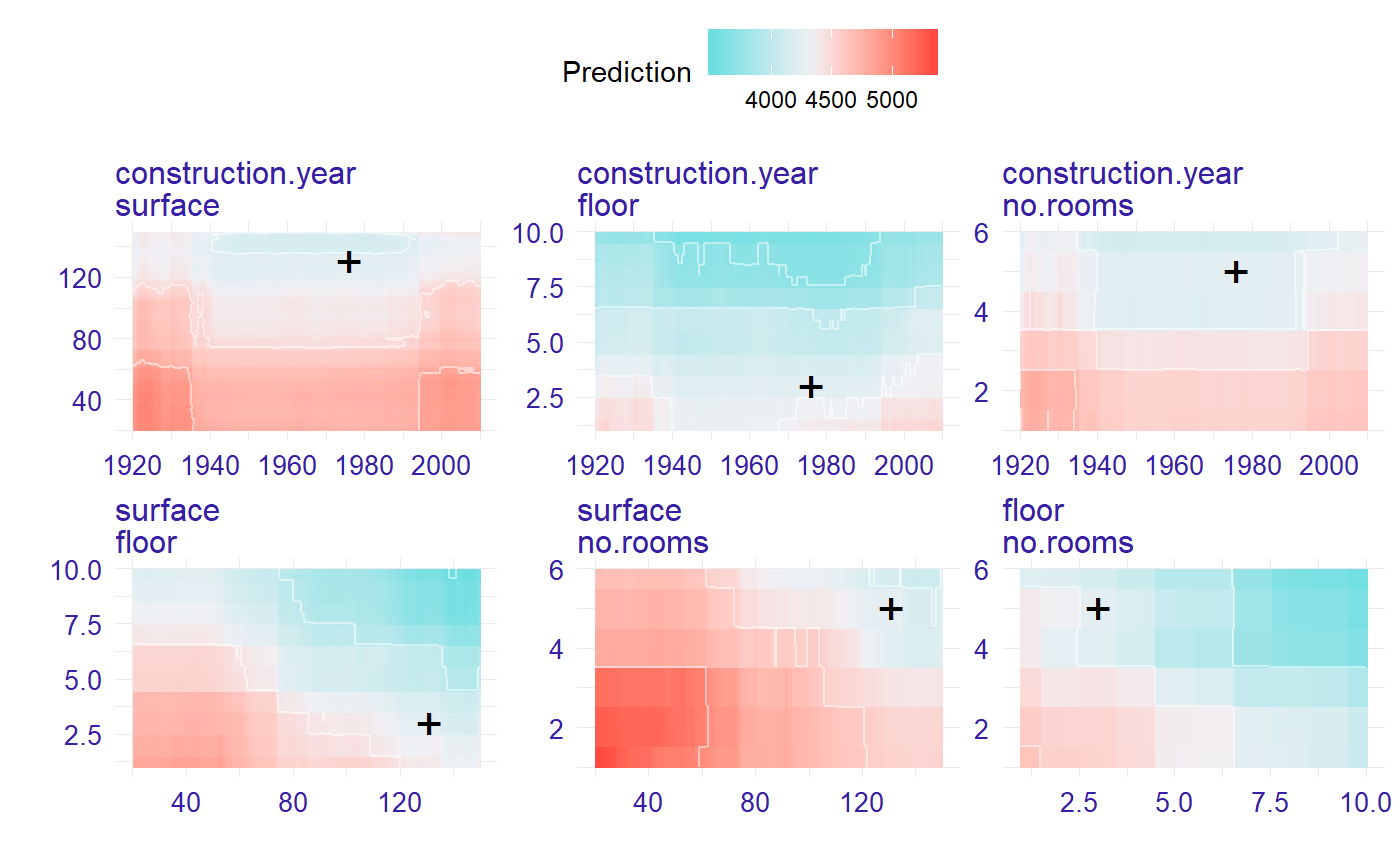 Prediction
4000 4500 5000
construction.year
surface
construction.year
floor
construction.year
no.rooms
120
80
40
10.0
7.5
5.0
2.5
6
4
2
1920 1940 1960 1980 2000
1920 1940 1960 1980 2000
1920 1940 1960 1980 2000
surface
floor
surface
no.rooms
floor
no.rooms
10.0
7.5
5.0
2.5
6
4
2
6
4
2
40 80 120
40 80 120
2.5 5.0 7.5 10.0